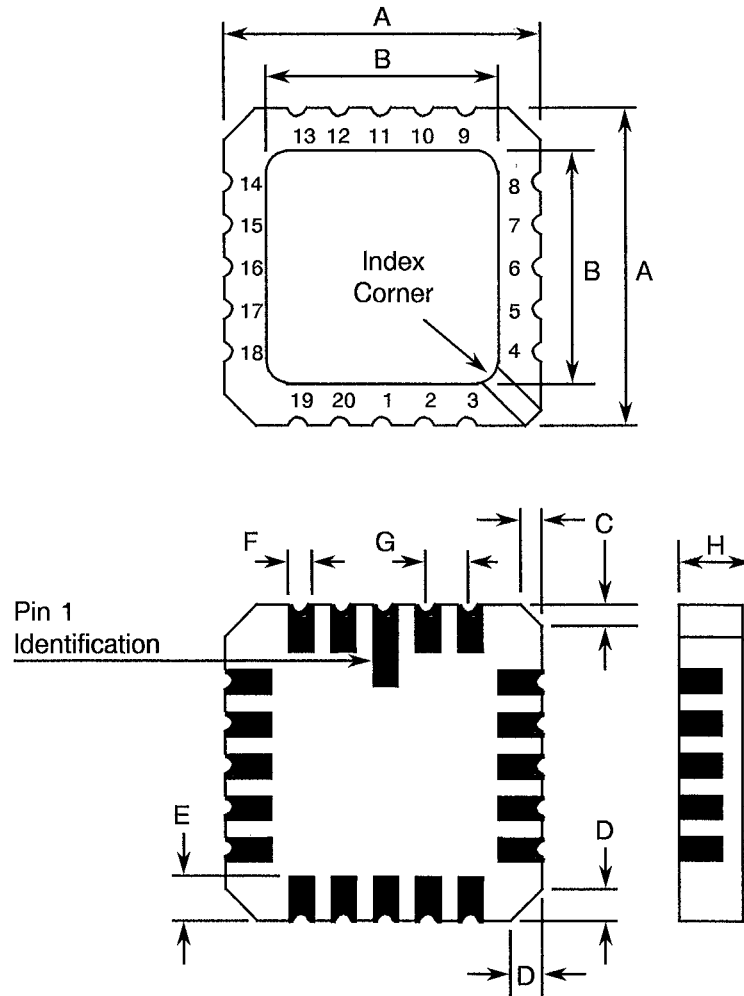 A
B
13 12 11 10 9
14 8
15 7
16 6
17 5
18 4
Index
Corner
B
A
19 20 1 2 3
C
F
G
H
Pin 1
Identification
E
D
D